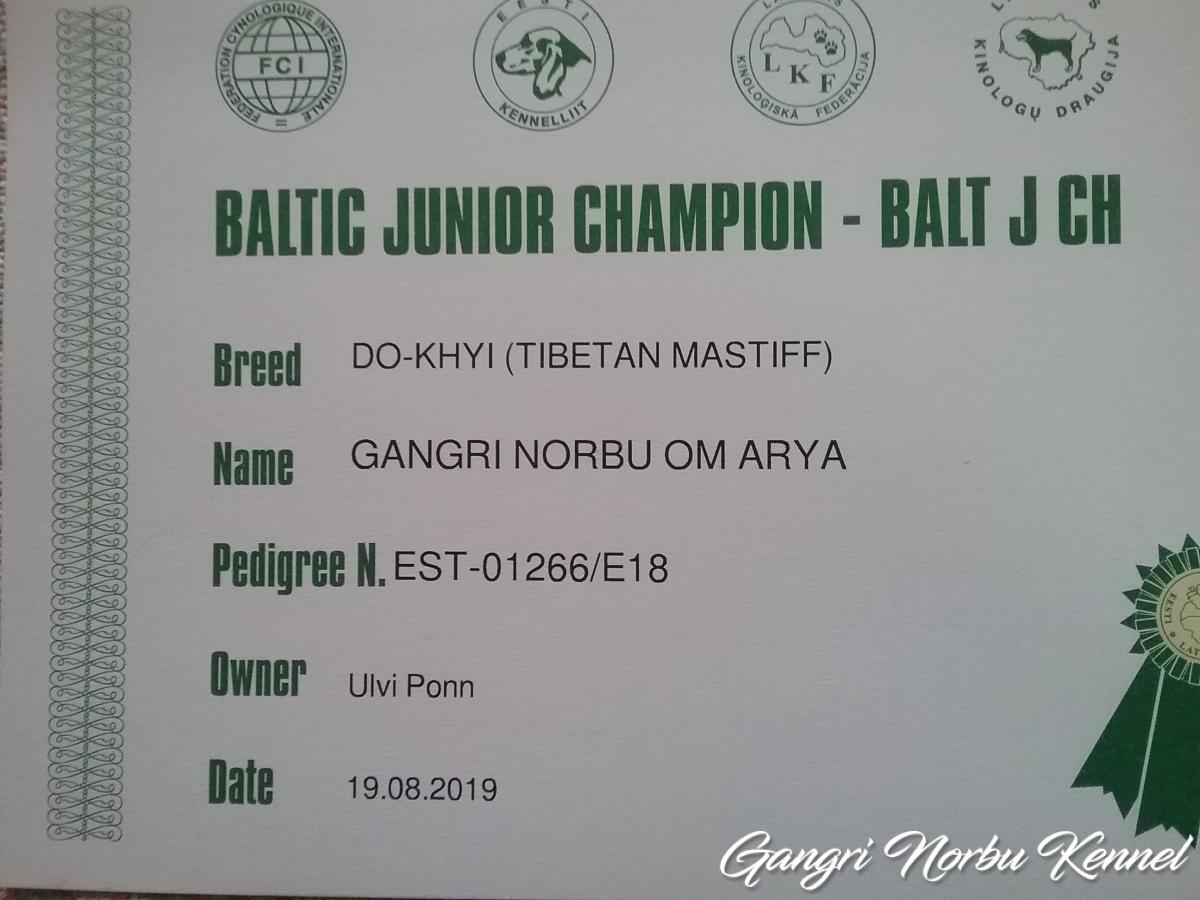 FEDERATION CYNOLOGIQUE INTERNATIONALE
FCI
EESTI
KENNELLIIT
LKF
KINOLOĢISKĀ FEDERĀCIJA
KINOLOGŲ DRAUGIJA
BALTIC JUNIOR CHAMPION - BALT J CH
Breed DO-KHYI (TIBETAN MASTIFF)
Name GANGRI NORBU OM ARYA
Pedigree N. EST-01266/E18
Owner Ulvi Ponn
Date 19.08.2019
EESTI
Gangri Norbu Kennel